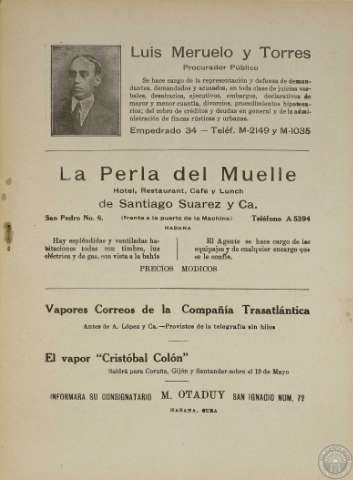 Luis Meruelo y Torres
Procurador Público
Se hace cargo de la representación y defensa de deman-
dantes, demandados y acusados, en toda clase de juicios ver-
bales, desahucios, ejecutivos, embargos, declarativos de
mayor y menor cuantía, divorcios, procedimientos hipoteca-
rios; del cobro de créditos y deudas en general y de la admi-
nistración de fincas rústicas y urbanas.
Empedrado 34 — Teléf. M-2149 y M-1035
La Perla del Muelle
Hotel, Restaurant, Café y Lunch
de Santiago Suarez y Ca.
San Pedro No. 6. (frente a la puerta de la Machina) Teléfono A 5394
HABANA
Hay espléndidas y ventiladas ha-
bitaciones todas con timbre, luz
eléctrica y de gas, con vista a la bahía
El Agente se hace cargo de los
equipajes y de cualquier encargo que
se le confíe.
PRECIOS MODICOS
Vapores Correos de la Compañía Trasatlántica
Antes de A. López y Ca.—Provistos de la telegrafía sin hilos
El vapor "Cristóbal Colón"
Saldrá para Coruña, Gijón y Santander sobre el 19 de Mayo
INFORMARA SU CONSIGNATARIO M. OTADUY SAN IGNACIO NUM. 72
HABANA, CUBA